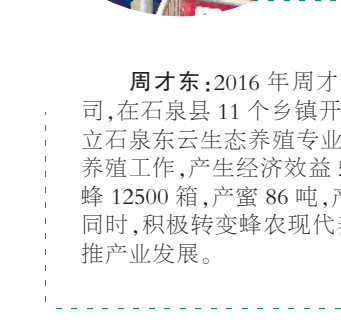 周才东:2016 年周才
司,在石泉县 11 个乡镇开
立石泉东云生态养殖专业
养殖工作,产生经济效益
蜂 12500 箱,产蜜 86 吨,
同时,积极转变蜂农现代
推产业发展。